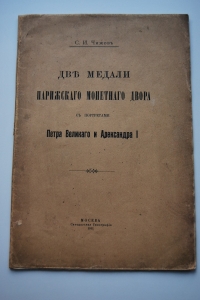 С. И. Чижовъ
ДВѢ МЕДАЛИ
ПАРИЖСКАГО МОНЕТНАГО ДВОРА
СЪ ПОРТРЕТАМИ
Петра Великаго и Александра I
МОСКВА.